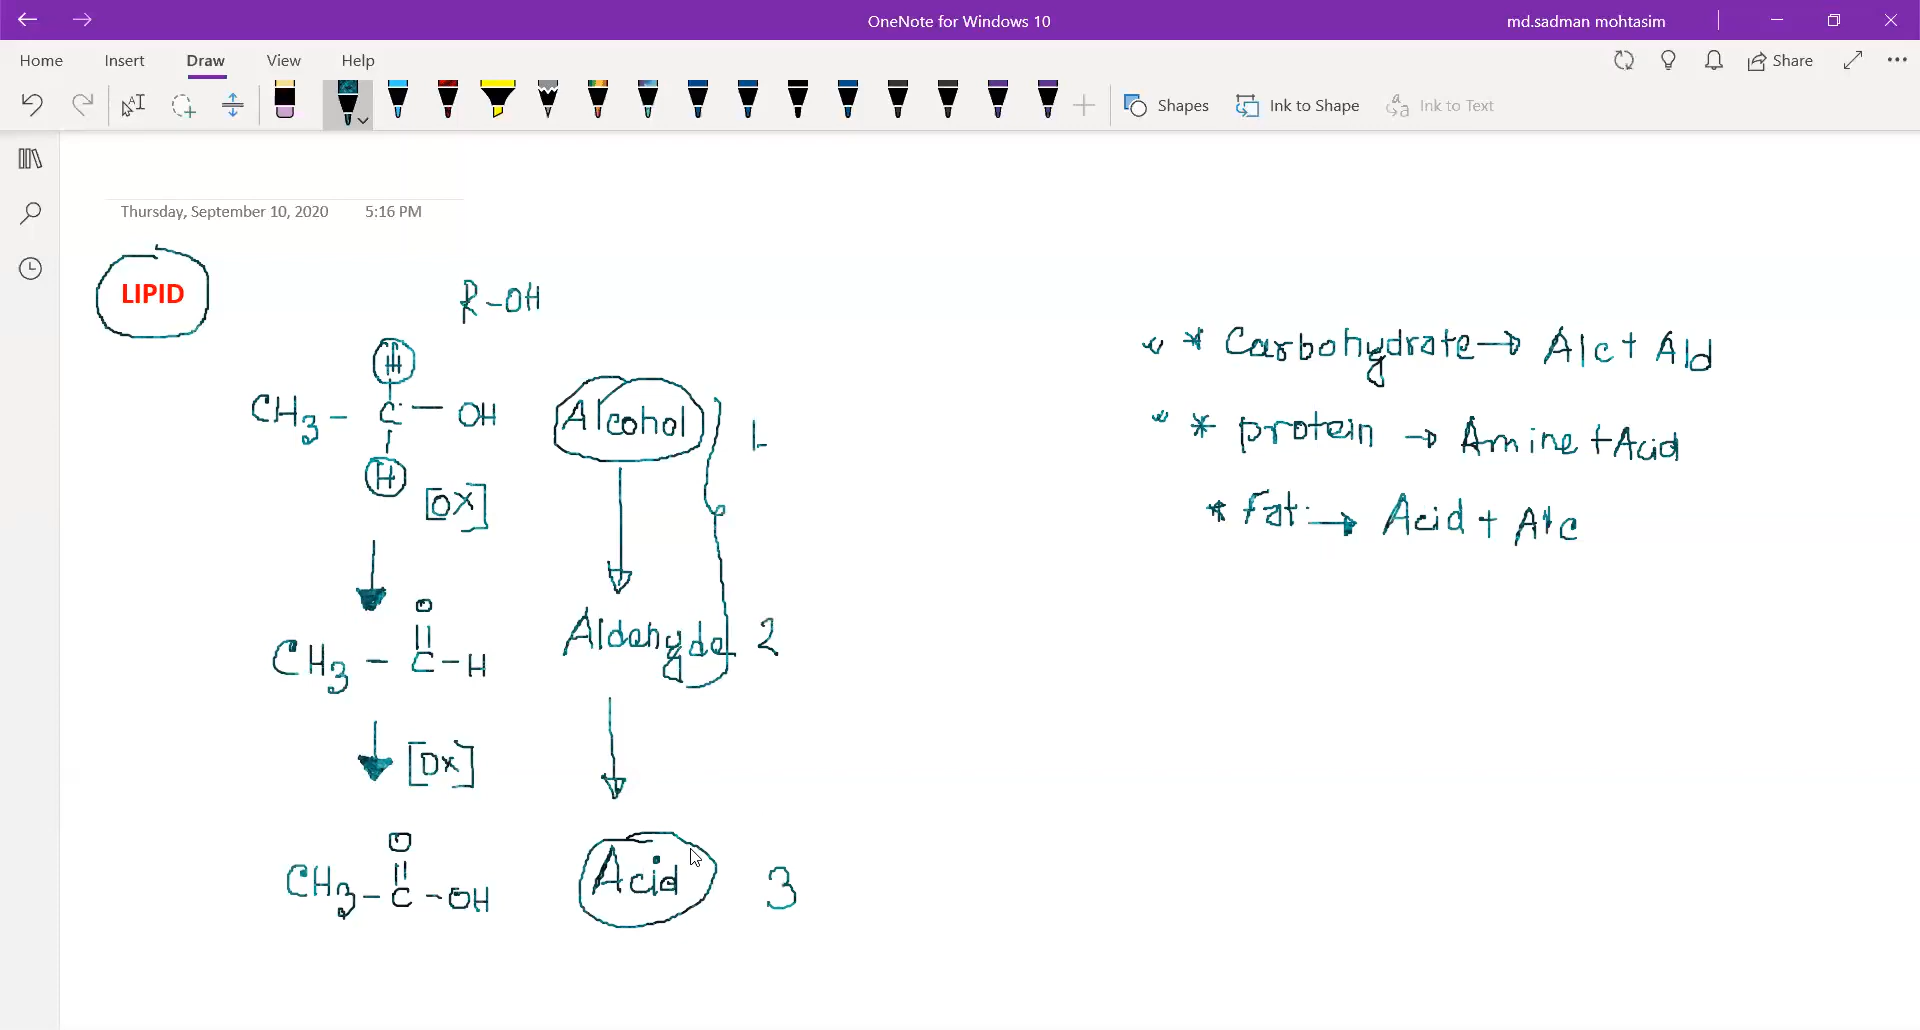 OneNote for Windows 10
md.sadman mohtasim
Home Insert Draw View Help
Share
Shapes Ink to Shape Ink to Text
Thursday, September 10, 2020 5:16 PM
LIPID
R-OH
H
CH3 - C - OH Alcohol 1
H
[OX]
O
CH3 - C - H Aldehyde 2
[OX]
O
CH3 - C - OH Acid 3
* Carbohydrate → Alc + Ald
* protein → Amine + Acid
* Fat → Acid + Alc